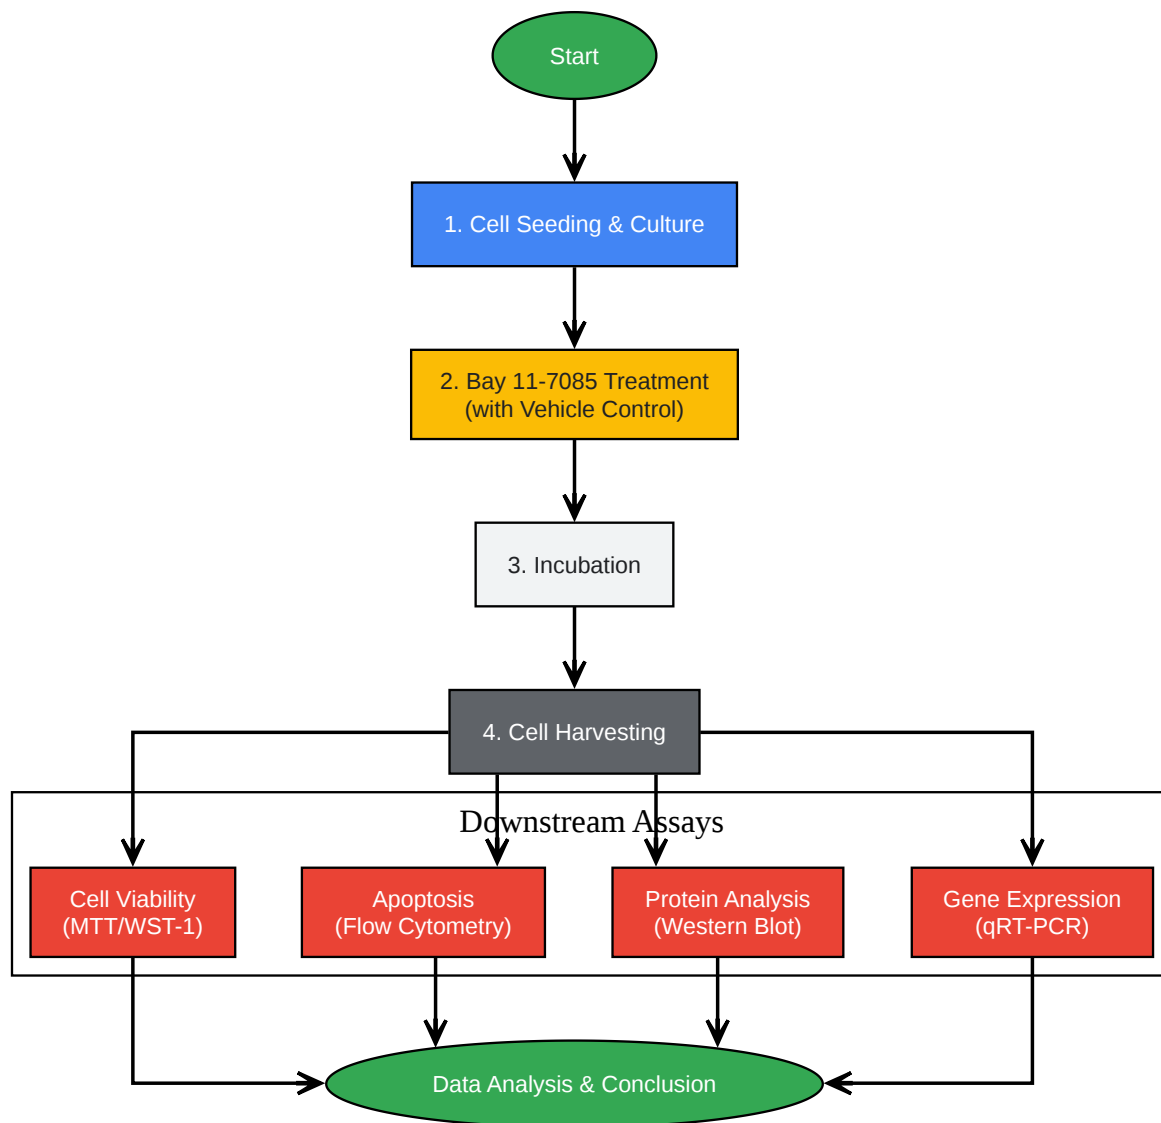 Start
1. Cell Seeding & Culture
2. Bay 11-7085 Treatment
(with Vehicle Control)
3. Incubation
4. Cell Harvesting
Downstream Assays
Cell Viability
(MTT/WST-1)
Apoptosis
(Flow Cytometry)
Protein Analysis
(Western Blot)
Gene Expression
(qRT-PCR)
Data Analysis & Conclusion